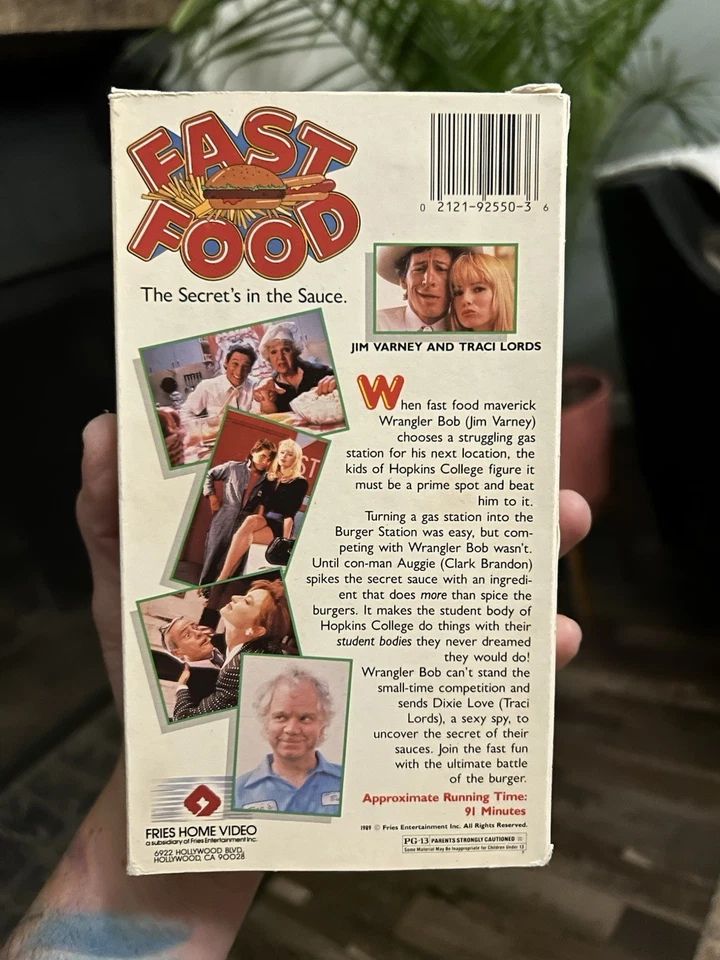 FAST
FOOD
The Secret's in the Sauce.
0 2121-92550-3 6
JIM VARNEY AND TRACI LORDS
When fast food maverick
Wrangler Bob (Jim Varney)
chooses a struggling gas
station for his next location, the
kids of Hopkins College figure it
must be a prime spot and beat
him to it.
Turning a gas station into the
Burger Station was easy, but com-
peting with Wrangler Bob wasn't.
Until con-man Auggie (Clark Brandon)
spikes the secret sauce with an ingredi-
ent that does more than spice the
burgers. It makes the student body of
Hopkins College do things with their
student bodies they never dreamed
they would do!
Wrangler Bob can't stand the
small-time competition and
sends Dixie Love (Traci
Lords), a sexy spy, to
uncover the secret of their
sauces. Join the fast fun
with the ultimate battle
of the burger.
Approximate Running Time:
91 Minutes
1989 © Fries Entertainment Inc. All Rights Reserved.
PG-13 PARENTS STRONGLY CAUTIONED
Some Material May Be Inappropriate for Children Under 13
FRIES HOME VIDEO
a subsidiary of Fries Entertainment Inc.
6922 HOLLYWOOD BLVD.
HOLLYWOOD, CA 90028
ST